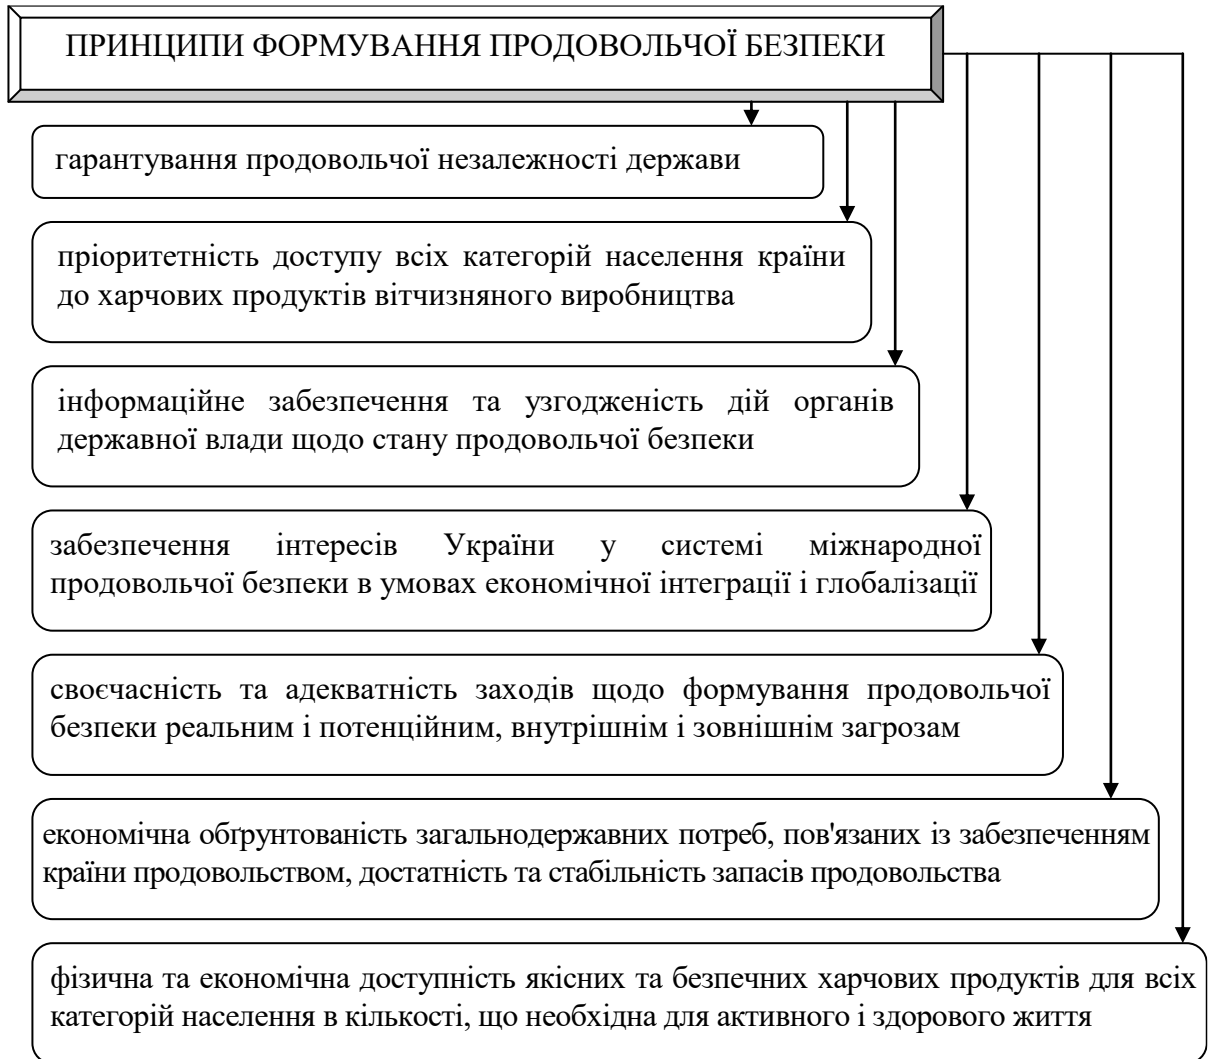 ПРИНЦИПИ ФОРМУВАННЯ ПРОДОВОЛЬЧОЇ БЕЗПЕКИ
гарантування продовольчої незалежності держави
пріоритетність доступу всіх категорій населення країни
до харчових продуктів вітчизняного виробництва
інформаційне забезпечення та узгодженість дій органів
державної влади щодо стану продовольчої безпеки
забезпечення інтересів України у системі міжнародної
продовольчої безпеки в умовах економічної інтеграції і глобалізації
своєчасність та адекватність заходів щодо формування продовольчої
безпеки реальним і потенційним, внутрішнім і зовнішнім загрозам
економічна обґрунтованість загальнодержавних потреб, пов'язаних із забезпеченням
країни продовольством, достатність та стабільність запасів продовольства
фізична та економічна доступність якісних та безпечних харчових продуктів для всіх
категорій населення в кількості, що необхідна для активного і здорового життя